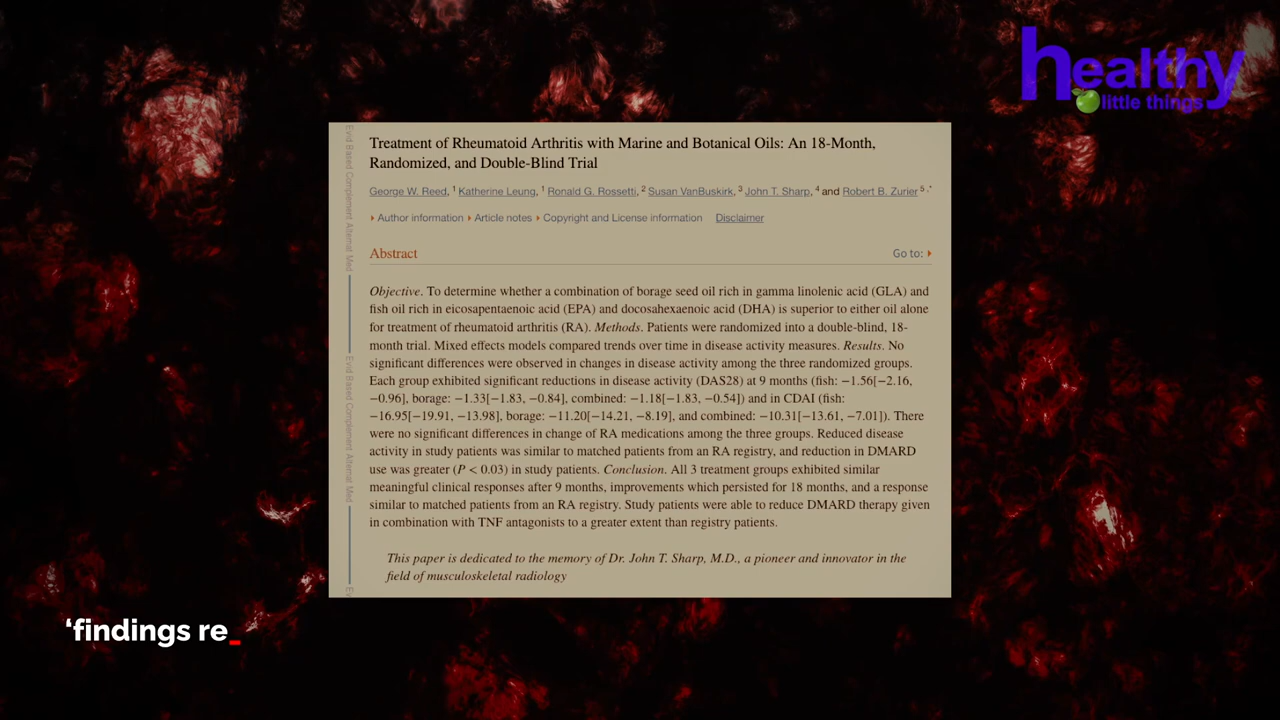 healthy
little things
Treatment of Rheumatoid Arthritis with Marine and Botanical Oils: An 18-Month,
Randomized, and Double-Blind Trial
George W. Reed, 1 Katherine Leung, 1 Ronald G. Rossetti, 2 Susan VanBuskirk, 3 John T. Sharp, 4 and Robert B. Zurier 5,*
Author information Article notes Copyright and License information Disclaimer
Abstract
Go to:
Objective. To determine whether a combination of borage seed oil rich in gamma linolenic acid (GLA) and
fish oil rich in eicosapentaenoic acid (EPA) and docosahexaenoic acid (DHA) is superior to either oil alone
for treatment of rheumatoid arthritis (RA). Methods. Patients were randomized into a double-blind, 18-
month trial. Mixed effects models compared trends over time in disease activity measures. Results. No
significant differences were observed in changes in disease activity among the three randomized groups.
Each group exhibited significant reductions in disease activity (DAS28) at 9 months (fish: −1.56[−2.16,
−0.96], borage: −1.33[−1.83, −0.84], combined: −1.18[−1.83, −0.54]) and in CDAI (fish:
−16.95[−19.91, −13.98], borage: −11.20[−14.21, −8.19], and combined: −10.31[−13.61, −7.01]). There
were no significant differences in change of RA medications among the three groups. Reduced disease
activity in study patients was similar to matched patients from an RA registry, and reduction in DMARD
use was greater (P < 0.03) in study patients. Conclusion. All 3 treatment groups exhibited similar
meaningful clinical responses after 9 months, improvements which persisted for 18 months, and a response
similar to matched patients from an RA registry. Study patients were able to reduce DMARD therapy given
in combination with TNF antagonists to a greater extent than registry patients.
This paper is dedicated to the memory of Dr. John T. Sharp, M.D., a pioneer and innovator in the
field of musculoskeletal radiology
Evid Based Complement Alternat Med
Evid Based Complement Alternat Med
Ev
‘findings re_